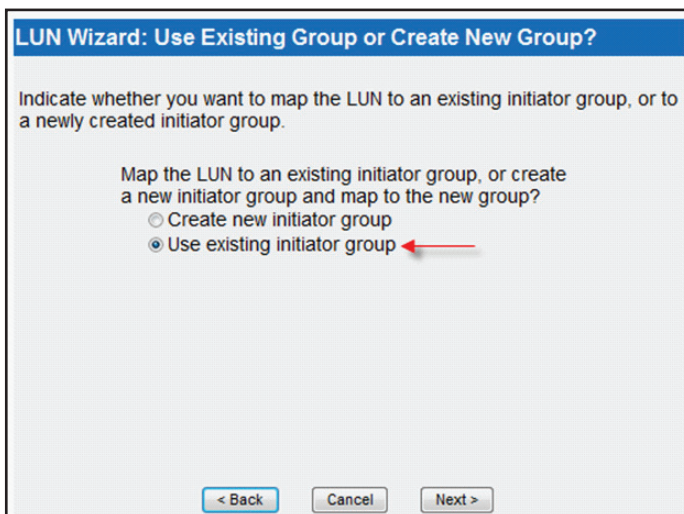 LUN Wizard: Use Existing Group or Create New Group?
Indicate whether you want to map the LUN to an existing initiator group, or to
a newly created initiator group.
Map the LUN to an existing initiator group, or create
a new initiator group and map to the new group?
Create new initiator group
Use existing initiator group
< Back Cancel Next >